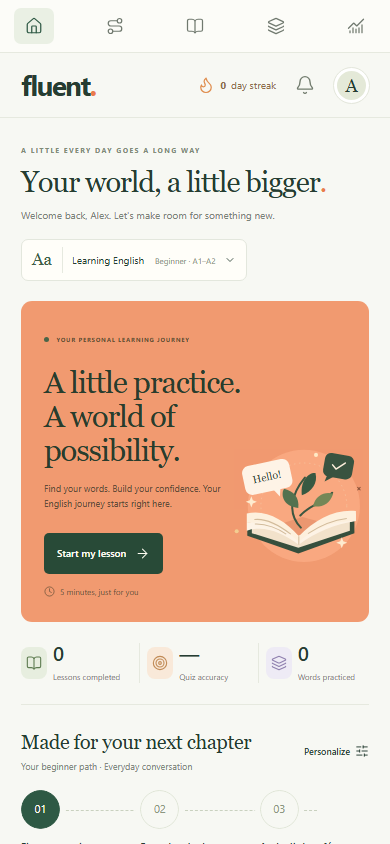 fluent.
0 day streak
A
A LITTLE EVERY DAY GOES A LONG WAY
Your world, a little bigger.
Welcome back, Alex. Let's make room for something new.
Aa
Learning English
Beginner · A1–A2
YOUR PERSONAL LEARNING JOURNEY
A little practice.
A world of
possibility.
Find your words. Build your confidence. Your
English journey starts right here.
Hello!
Start my lesson
5 minutes, just for you
0
Lessons completed
—
Quiz accuracy
0
Words practiced
Made for your next chapter
Personalize
Your beginner path · Everyday conversation
01
02
03